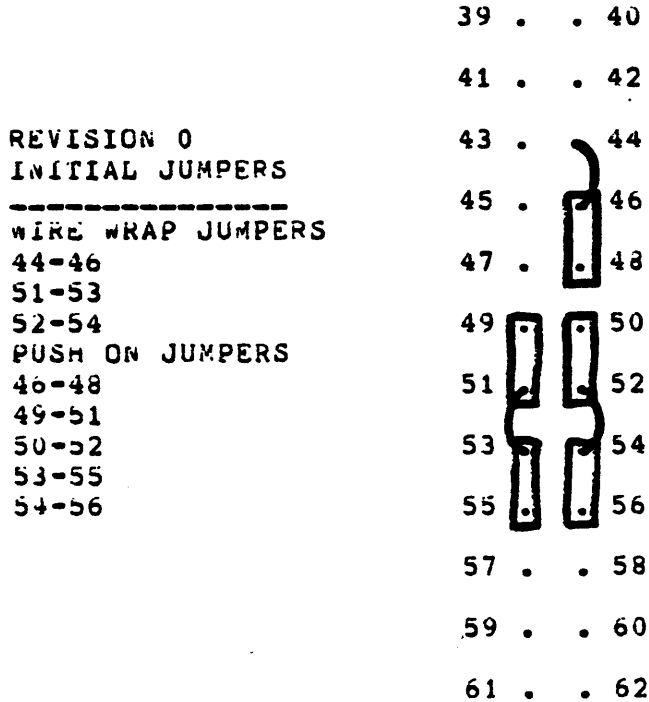 REVISION 0
INITIAL JUMPERS
---------------
WIRE WRAP JUMPERS
44-46
51-53
52-54
PUSH ON JUMPERS
46-48
49-51
50-52
53-55
54-56
39 . . 40
41 . . 42
43 . . 44
45 . . 46
47 . . 48
49 . . 50
51 . . 52
53 . . 54
55 . . 56
57 . . 58
59 . . 60
61 . . 62